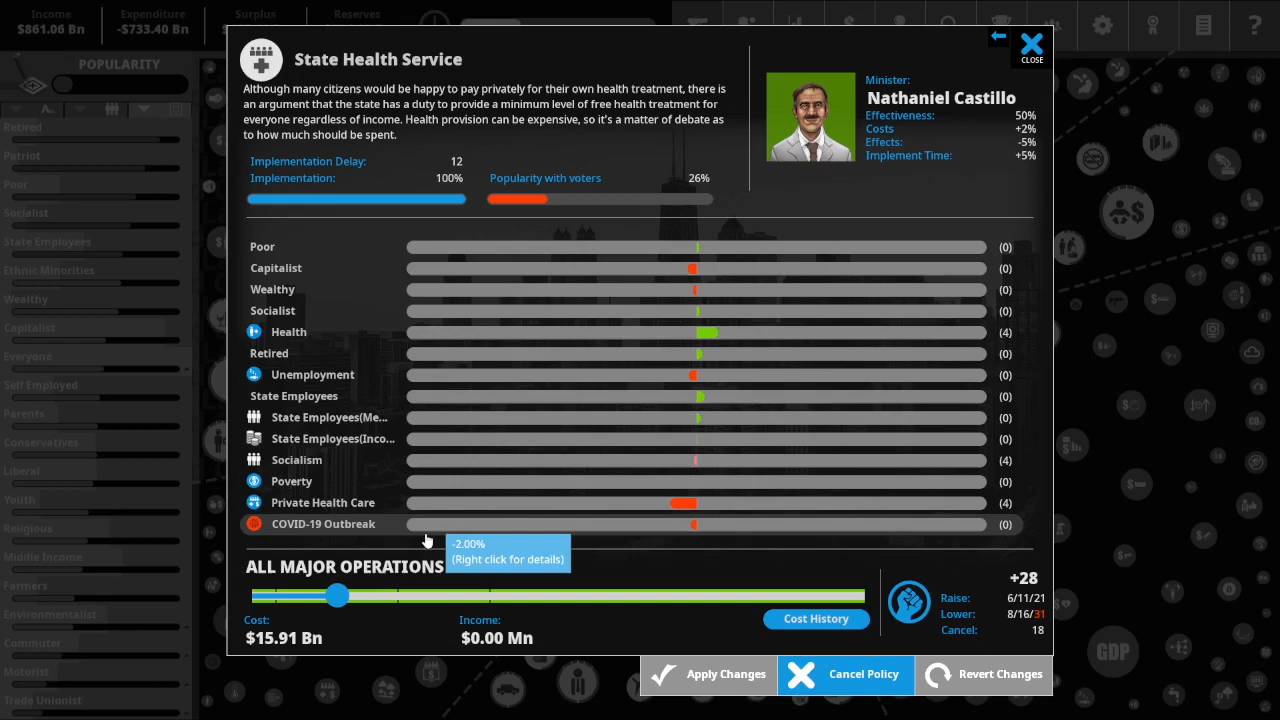 Income
$861.06 Bn
Expenditure
-$733.40 Bn
Surplus
Reserves
POPULARITY
Retired
Patriot
Poor
Socialist
State Employees
Ethnic Minorities
Wealthy
Capitalist
Everyone
Self Employed
Parents
Conservatives
Liberal
Youth
Religious
Middle Income
Farmers
Environmentalist
Commuter
Motorist
Trade Unionist
State Health Service
CLOSE
Although many citizens would be happy to pay privately for their own health treatment, there is
an argument that the state has a duty to provide a minimum level of free health treatment for
everyone regardless of income. Health provision can be expensive, so it's a matter of debate as
to how much should be spent.
Implementation Delay: 12
Implementation: 100%
Popularity with voters 26%
Minister:
Nathaniel Castillo
Effectiveness: 50%
Costs +2%
Effects: -5%
Implement Time: +5%
Poor (0)
Capitalist (0)
Wealthy (0)
Socialist (0)
Health (4)
Retired (0)
Unemployment (0)
State Employees (0)
State Employees(Me... (0)
State Employees(Inco... (0)
Socialism (4)
Poverty (0)
Private Health Care (4)
COVID-19 Outbreak (0)
-2.00%
(Right click for details)
ALL MAJOR OPERATIONS
Cost:
$15.91 Bn
Income:
$0.00 Mn
Cost History
+28
Raise: 6/11/21
Lower: 8/16/31
Cancel: 18
Apply Changes
Cancel Policy
Revert Changes
GDP